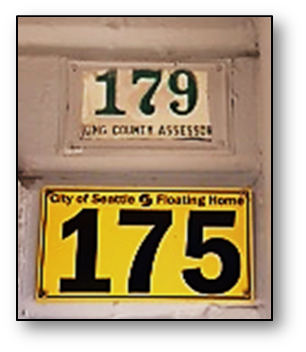 179
KING COUNTY ASSESSOR
City of Seattle Floating Home
175